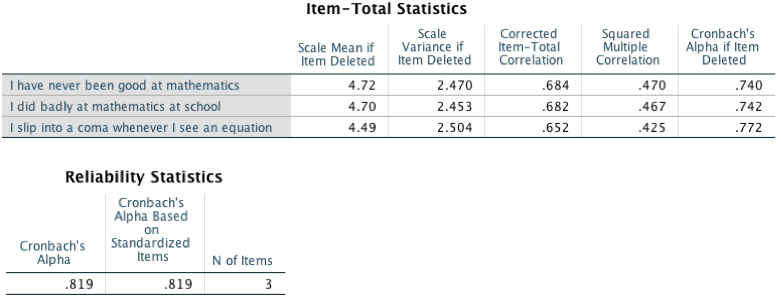 Item-Total Statistics
Scale Mean if Item Deleted | Scale Variance if Item Deleted | Corrected Item-Total Correlation | Squared Multiple Correlation | Cronbach's Alpha if Item Deleted
I have never been good at mathematics 4.72 2.470 .684 .470 .740
I did badly at mathematics at school 4.70 2.453 .682 .467 .742
I slip into a coma whenever I see an equation 4.49 2.504 .652 .425 .772
Reliability Statistics
Cronbach's Alpha | Cronbach's Alpha Based on Standardized Items | N of Items
.819 .819 3